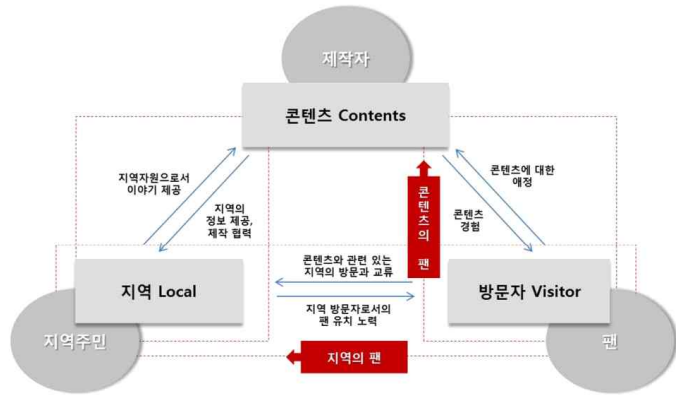 제작자
콘텐츠 Contents
지역자원으로서
이야기 제공
지역의
정보 제공,
제작 협력
콘텐츠의 팬
콘텐츠에 대한
애정
콘텐츠
경험
지역 Local
지역주민
콘텐츠와 관련 있는
지역의 방문과 교류
지역 방문자로서의
팬 유치 노력
방문자 Visitor
팬
지역의 팬